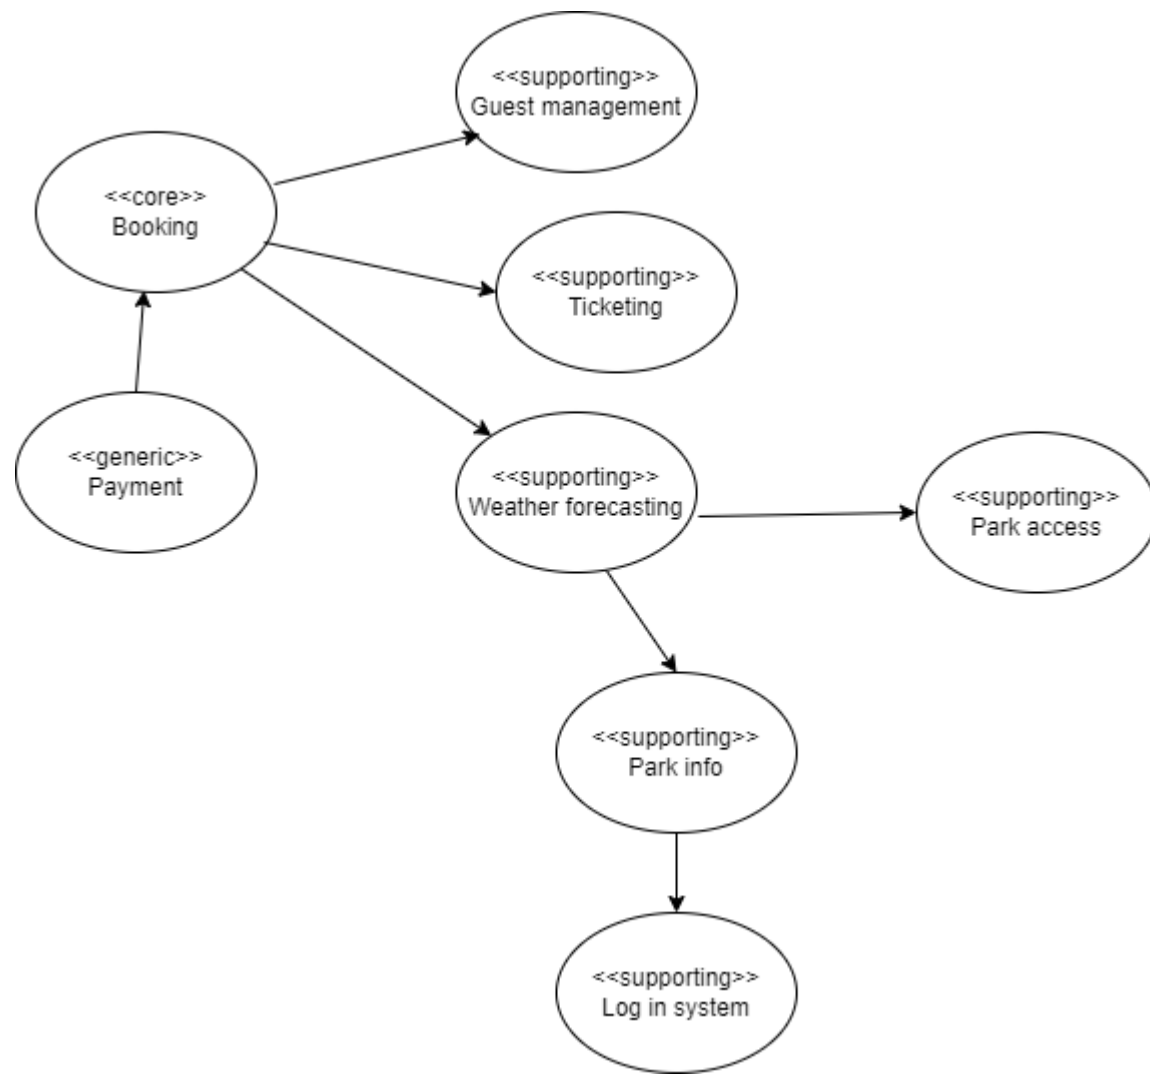 <<supporting>>
Guest management
<<core>>
Booking
<<supporting>>
Ticketing
<<generic>>
Payment
<<supporting>>
Weather forecasting
<<supporting>>
Park access
<<supporting>>
Park info
<<supporting>>
Log in system